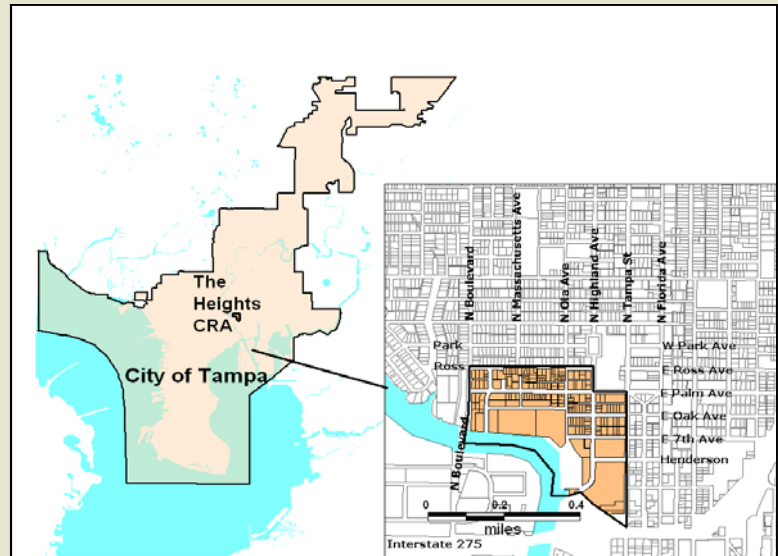 The
Heights
CRA
City of Tampa
N Boulevard
N Massachusetts Ave
N Ola Ave
N Highland Ave
N Tampa St
N Florida Ave
Park
W Park Ave
Ross
E Ross Ave
E Palm Ave
E Oak Ave
E 7th Ave
Henderson
N Boulevard
0 0.2 0.4
miles
Interstate 275